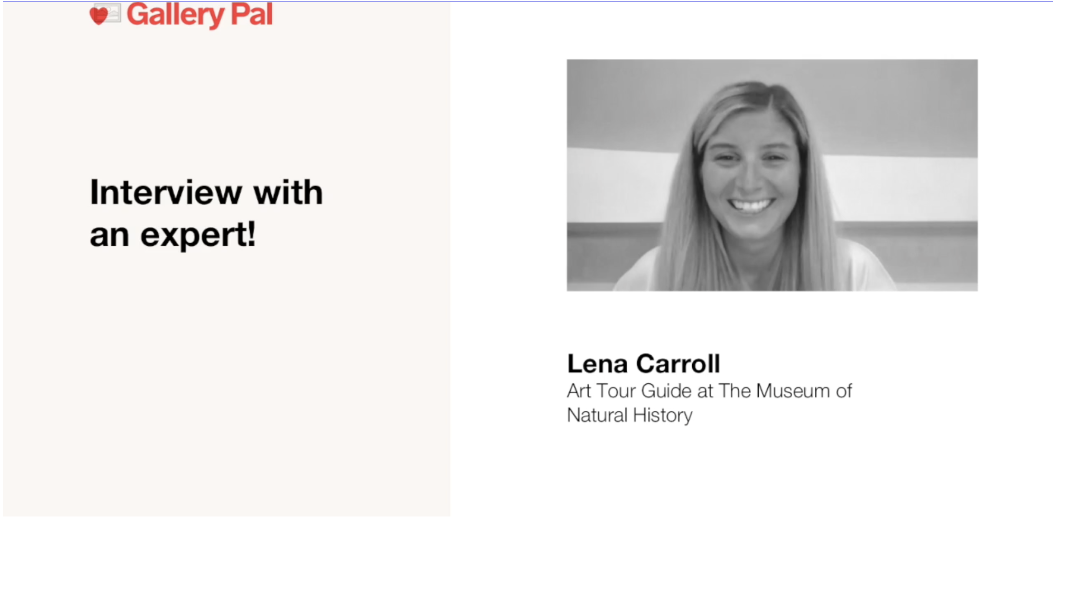 Gallery Pal
Interview with
an expert!
Lena Carroll
Art Tour Guide at The Museum of
Natural History